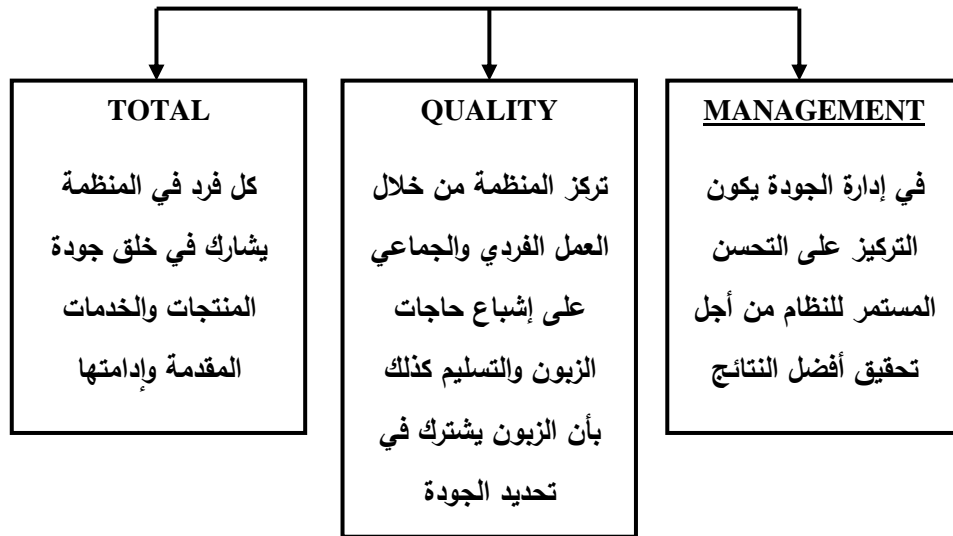 TOTAL
كل فرد في المنظمة
يشارك في خلق جودة
المنتجات والخدمات
المقدمة وإدامتها
QUALITY
تركز المنظمة من خلال
العمل الفردي والجماعي
على إشباع حاجات
الزبون والتسليم كذلك
بأن الزبون يشترك في
تحديد الجودة
MANAGEMENT
في إدارة الجودة يكون
التركيز على التحسن
المستمر للنظام من أجل
تحقيق أفضل النتائج